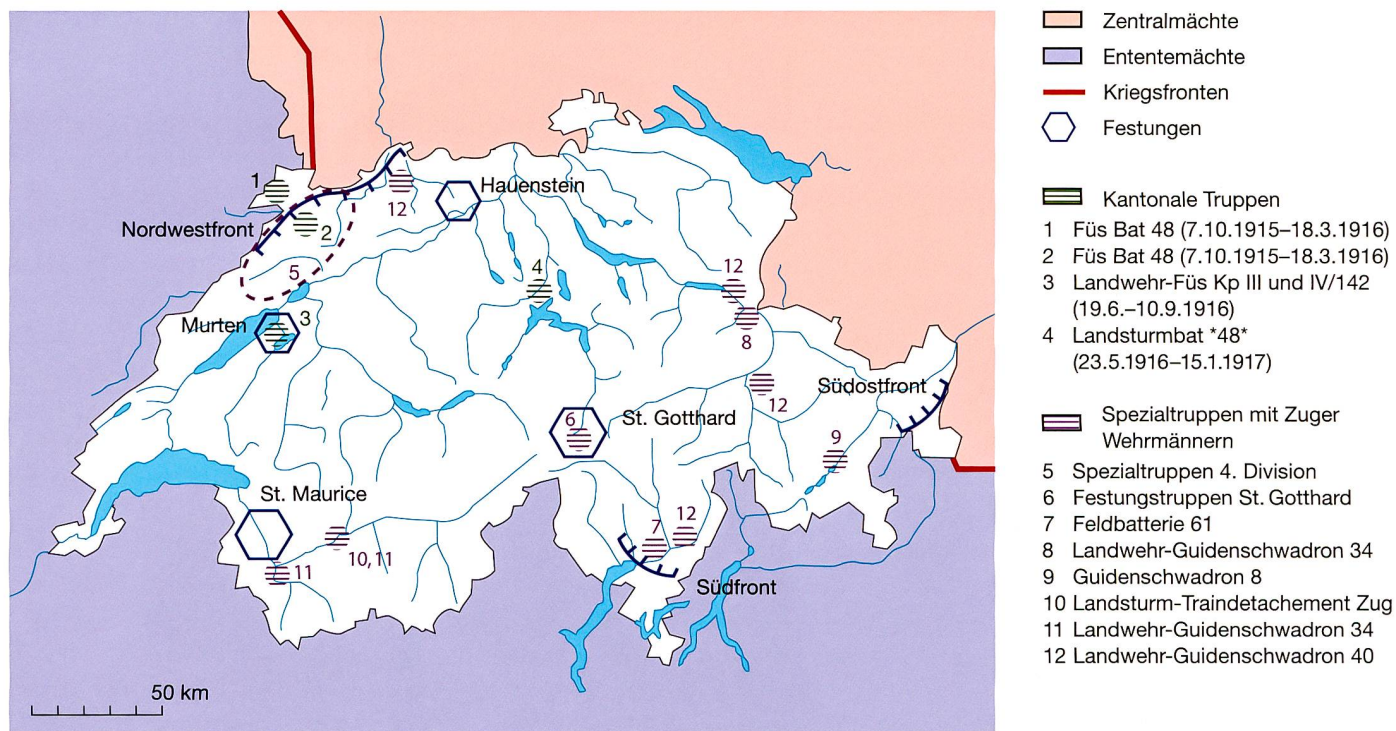 1
Nordwestfront
2
12
Hauenstein
5
4
12
Murten
3
8
Südostfront
12
6
St. Gotthard
9
St. Maurice
7
12
10, 11
11
Südfront
50 km
Zentralmächte
Ententemächte
Kriegsfronten
Festungen
Kantonale Truppen
1 Füs Bat 48 (7.10.1915–18.3.1916)
2 Füs Bat 48 (7.10.1915–18.3.1916)
3 Landwehr-Füs Kp III und IV/142
(19.6.–10.9.1916)
4 Landsturmbat *48*
(23.5.1916–15.1.1917)
Spezialtruppen mit Zuger
Wehrmännern
5 Spezialtruppen 4. Division
6 Festungstruppen St. Gotthard
7 Feldbatterie 61
8 Landwehr-Guidenschwadron 34
9 Guidenschwadron 8
10 Landsturm-Traindetachement Zug
11 Landwehr-Guidenschwadron 34
12 Landwehr-Guidenschwadron 40